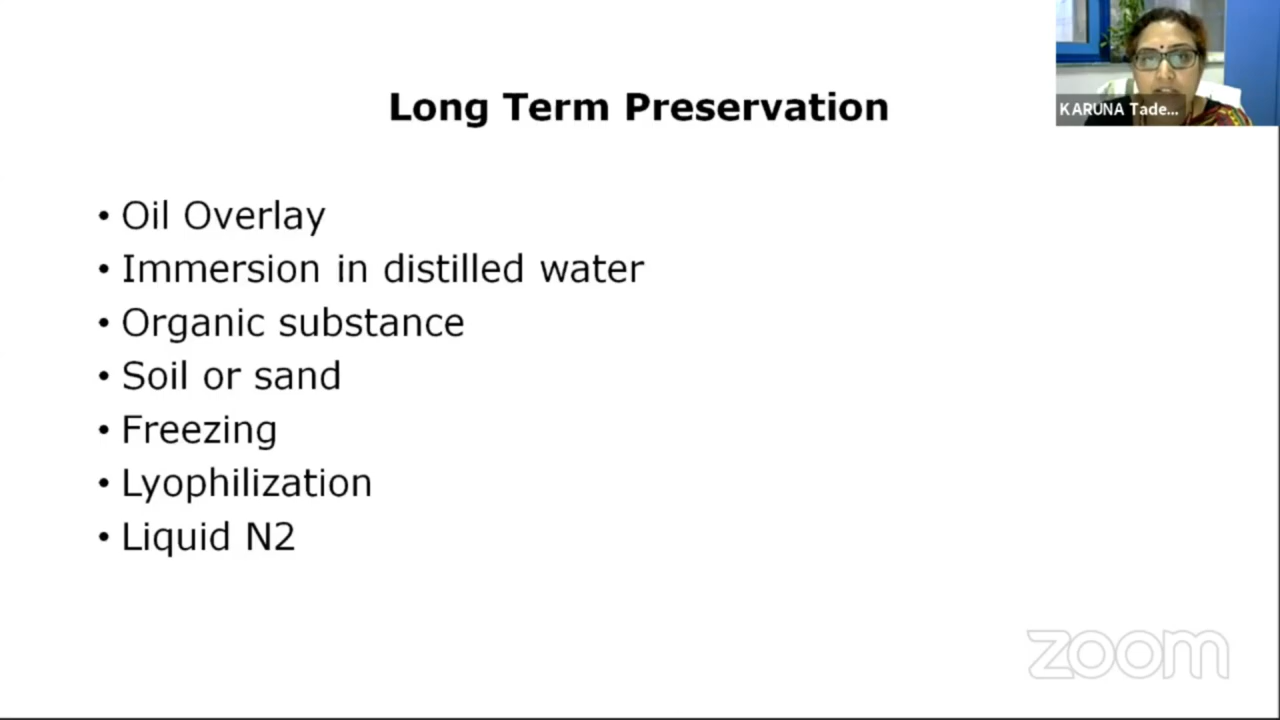 KARUNA Tade...
Long Term Preservation
• Oil Overlay
• Immersion in distilled water
• Organic substance
• Soil or sand
• Freezing
• Lyophilization
• Liquid N2
zoom